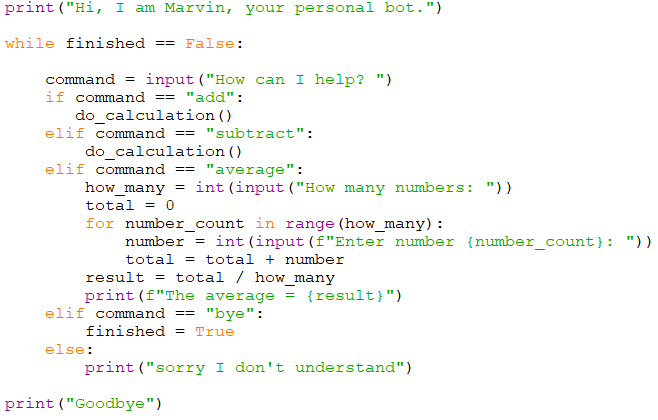 print("Hi, I am Marvin, your personal bot.")
while finished == False:
    command = input("How can I help? ")
    if command == "add":
       do_calculation()
    elif command == "subtract":
        do_calculation()
    elif command == "average":
        how_many = int(input("How many numbers: "))
        total = 0
        for number_count in range(how_many):
            number = int(input(f"Enter number {number_count}: "))
            total = total + number
        result = total / how_many
        print(f"The average = {result}")
    elif command == "bye":
        finished = True
    else:
        print("sorry I don't understand")
print("Goodbye")